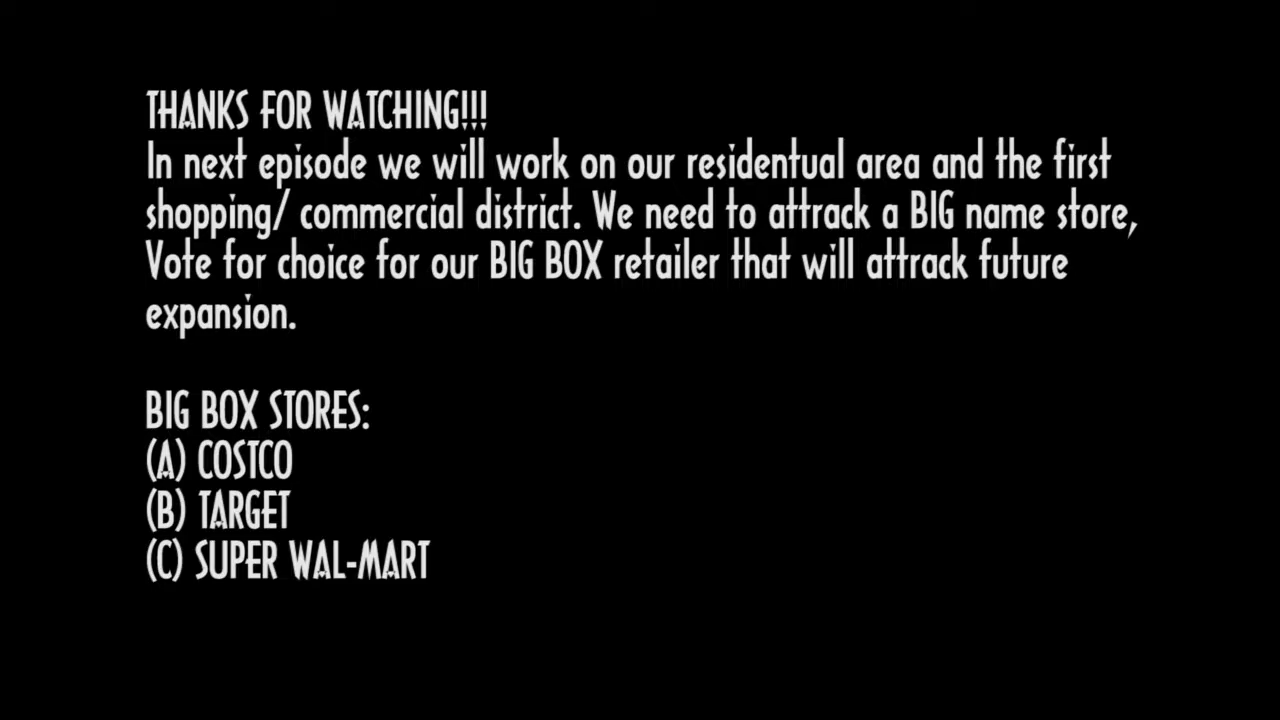 THANKS FOR WATCHING!!!
In next episode we will work on our residentual area and the first
shopping/ commercial district. We need to attrack a BIG name store,
Vote for choice for our BIG BOX retailer that will attrack future
expansion.
BIG BOX STORES:
(A) COSTCO
(B) TARGET
(C) SUPER WAL-MART